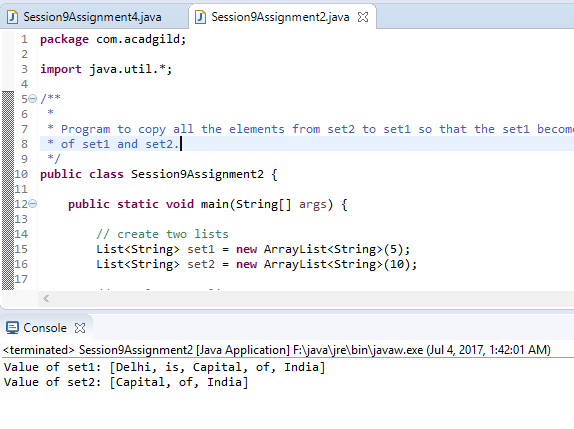 Session9Assignment4.java Session9Assignment2.java
1 package com.acadgild;
2
3 import java.util.*;
4
5 /**
6 *
7 * Program to copy all the elements from set2 to set1 so that the set1 becom
8 * of set1 and set2.
9 */
10 public class Session9Assignment2 {
11
12 public static void main(String[] args) {
13
14 // create two lists
15 List<String> set1 = new ArrayList<String>(5);
16 List<String> set2 = new ArrayList<String>(10);
17
Console
<terminated> Session9Assignment2 [Java Application] F:\java\jre\bin\javaw.exe (Jul 4, 2017, 1:42:01 AM)
Value of set1: [Delhi, is, Capital, of, India]
Value of set2: [Capital, of, India]